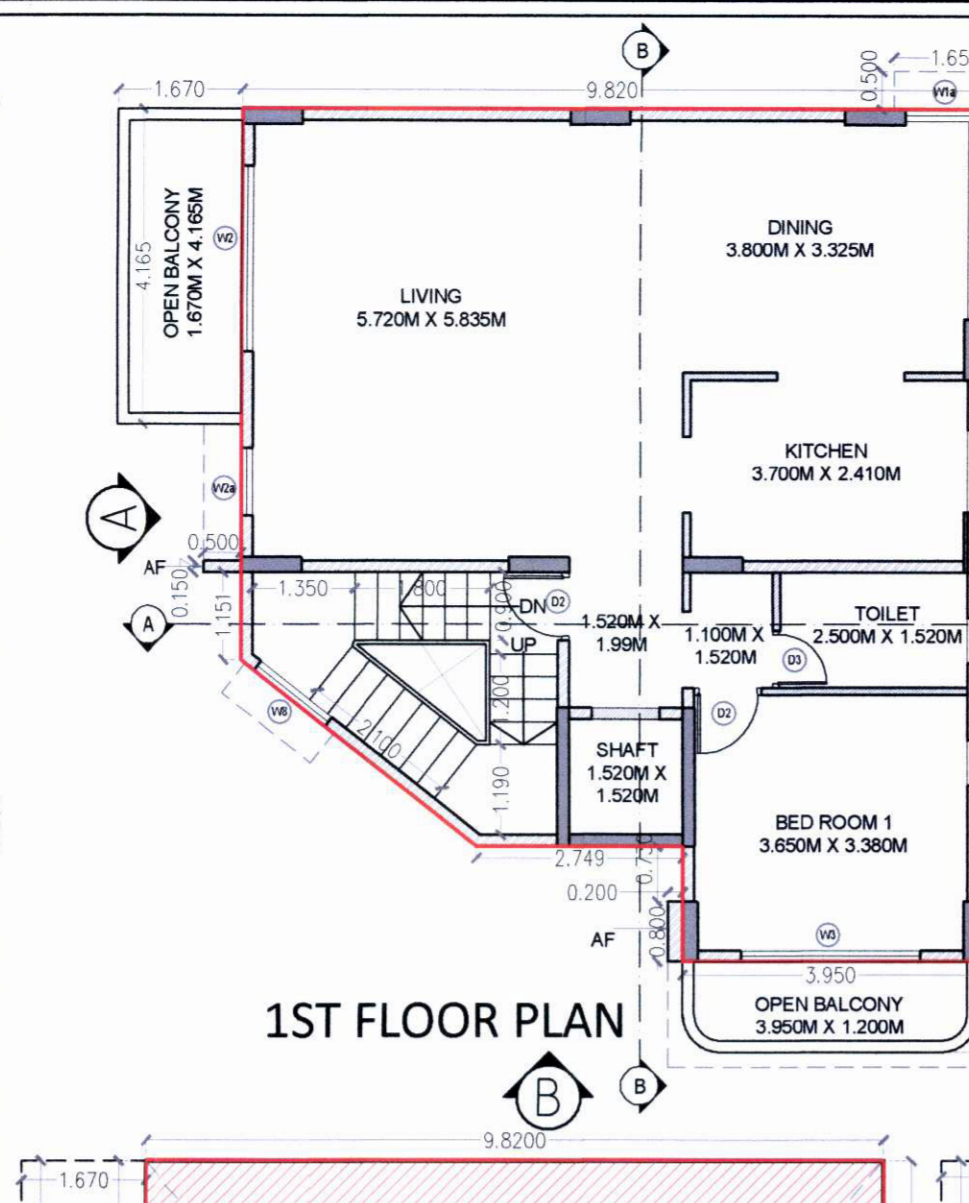 B
1.670
9.820
0.500
1.65
W1a
OPEN BALCONY
1.670M X 4.165M
4.165
W2
LIVING
5.720M X 5.835M
DINING
3.800M X 3.325M
KITCHEN
3.700M X 2.410M
W2a
A
0.500
AF
0.150
1.151
A
1.350
1.800
0.900
DN
UP
D2
1.520M X
1.99M
1.100M X
1.520M
TOILET
2.500M X 1.520M
D3
D2
W8
2.100
1.200
1.190
SHAFT
1.520M X
1.520M
BED ROOM 1
3.650M X 3.380M
2.749
0.200
0.800
AF
W3
3.950
OPEN BALCONY
3.950M X 1.200M
1ST FLOOR PLAN
B
B
9.8200
1.670